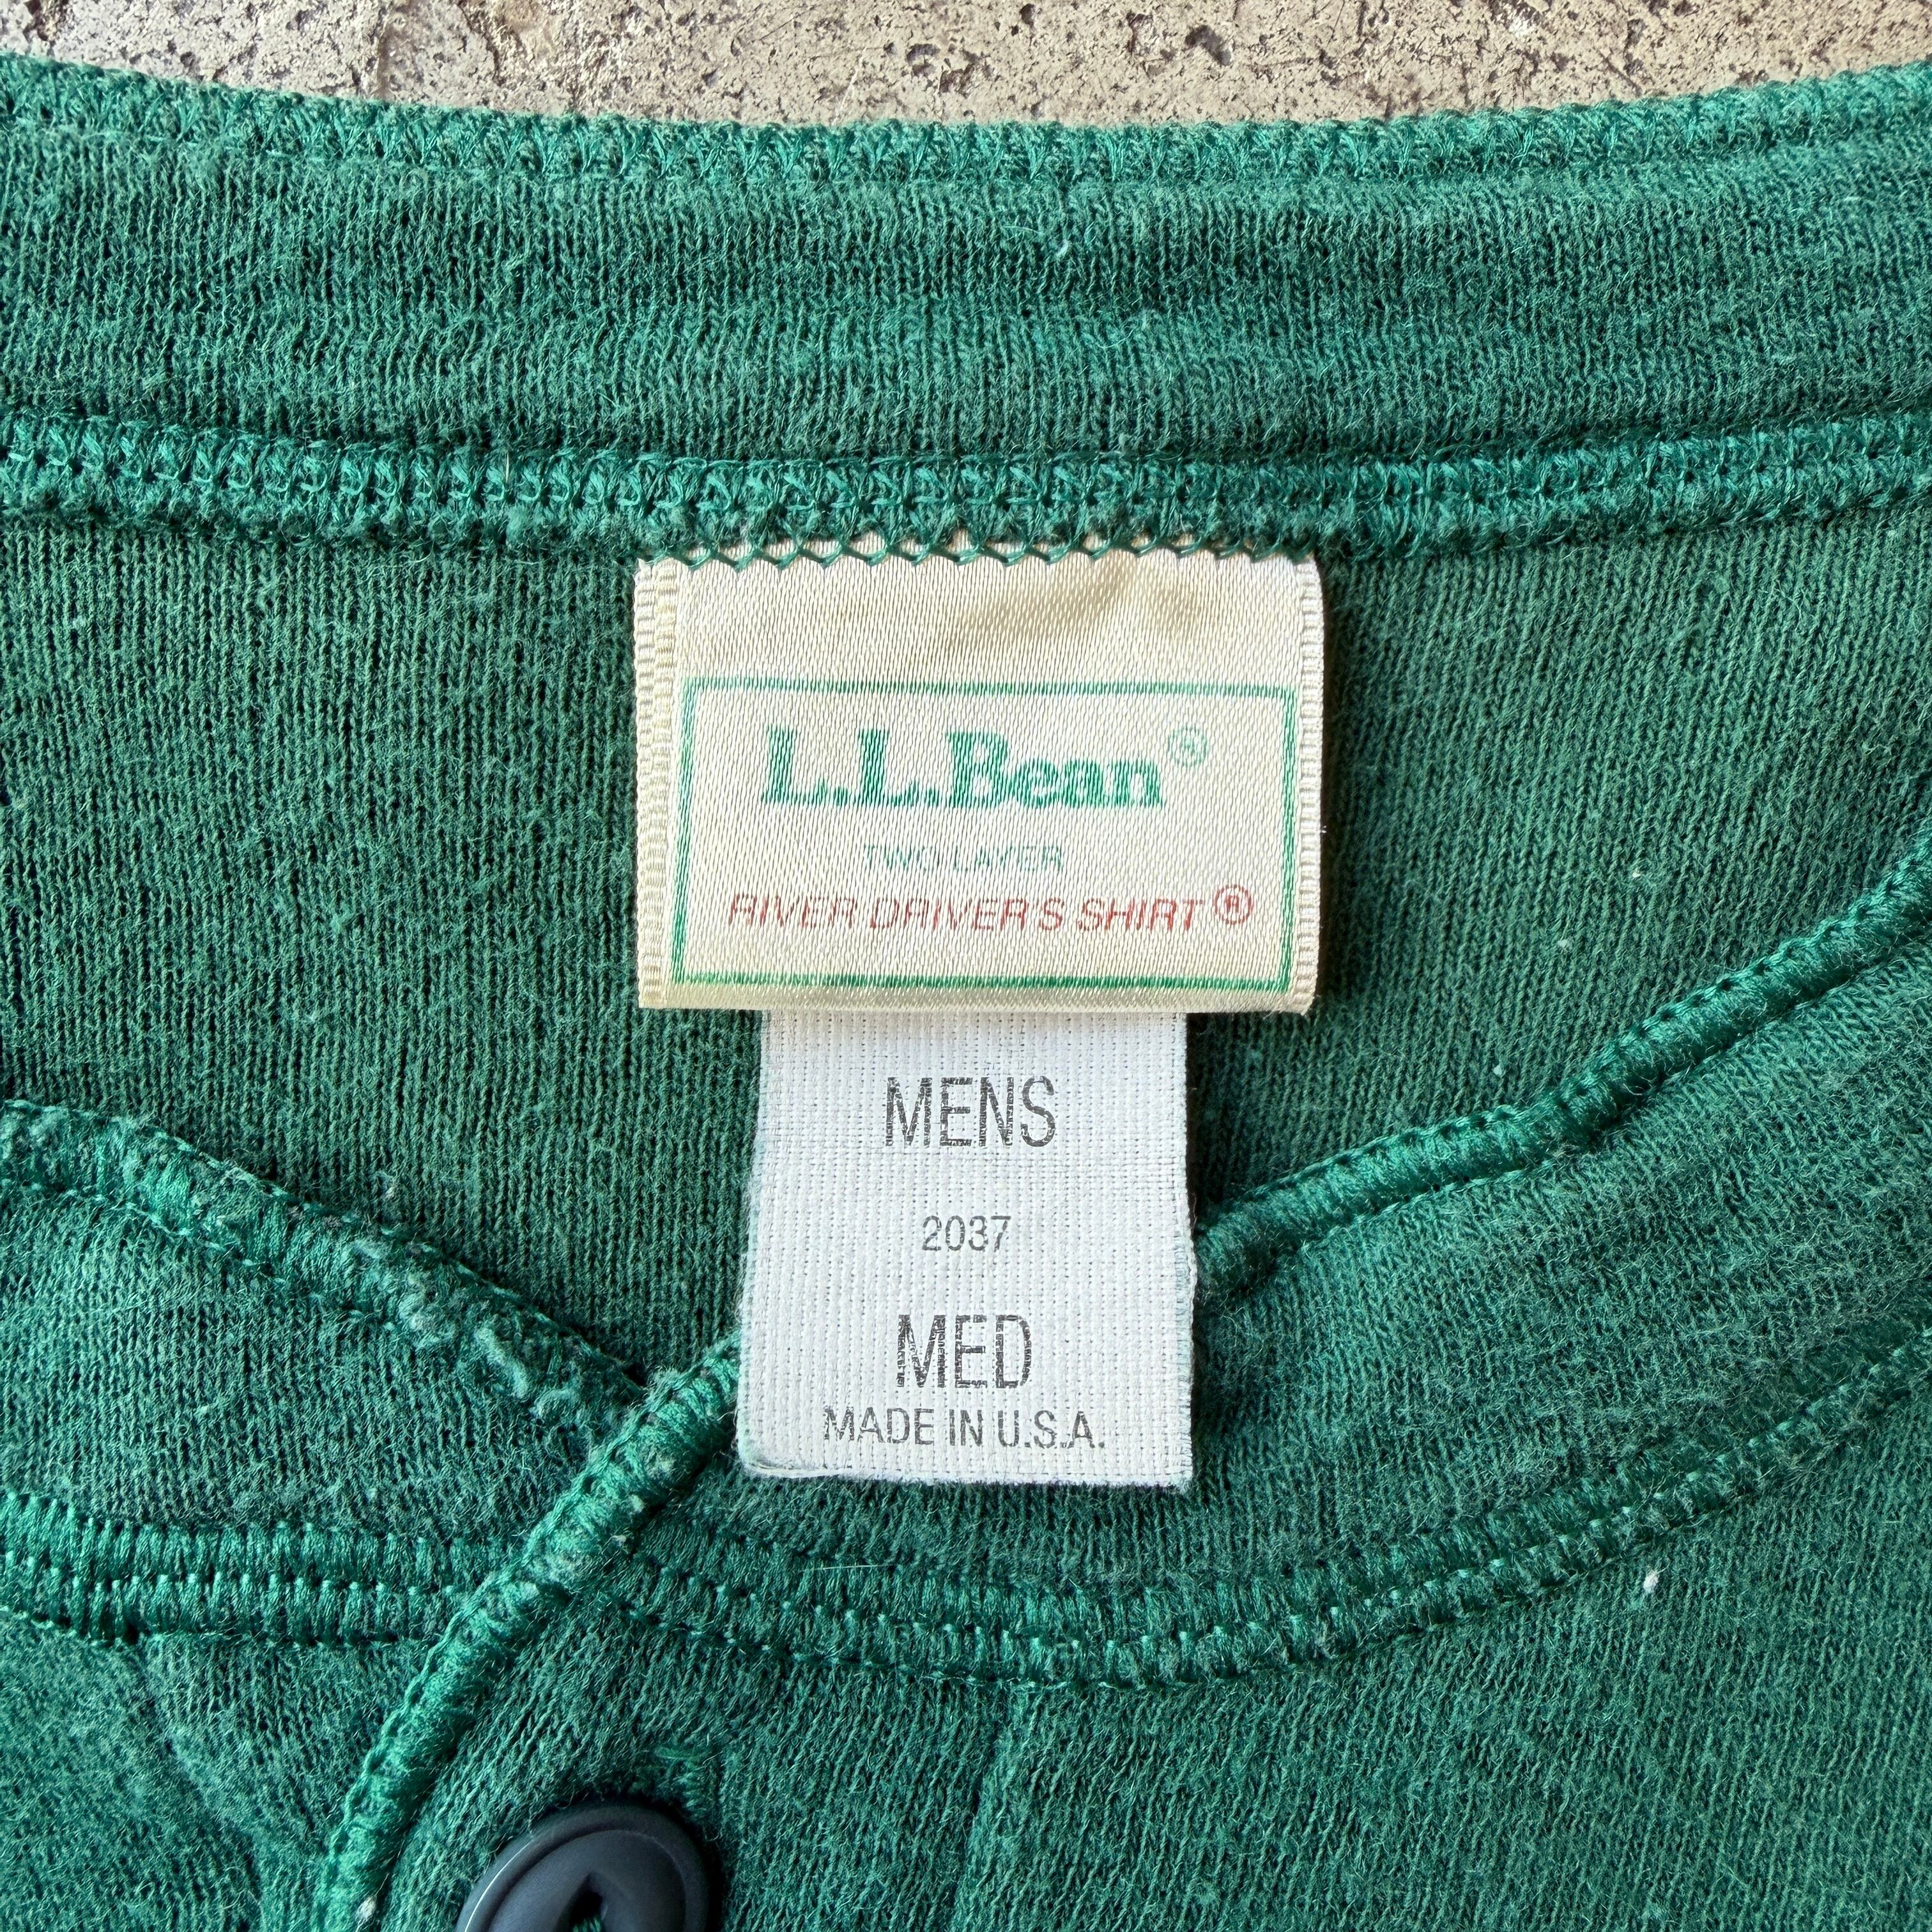 L.L.Bean®
TWO LAYER
RIVER DRIVER'S SHIRT®
MENS
2037
MED
MADE IN U.S.A.